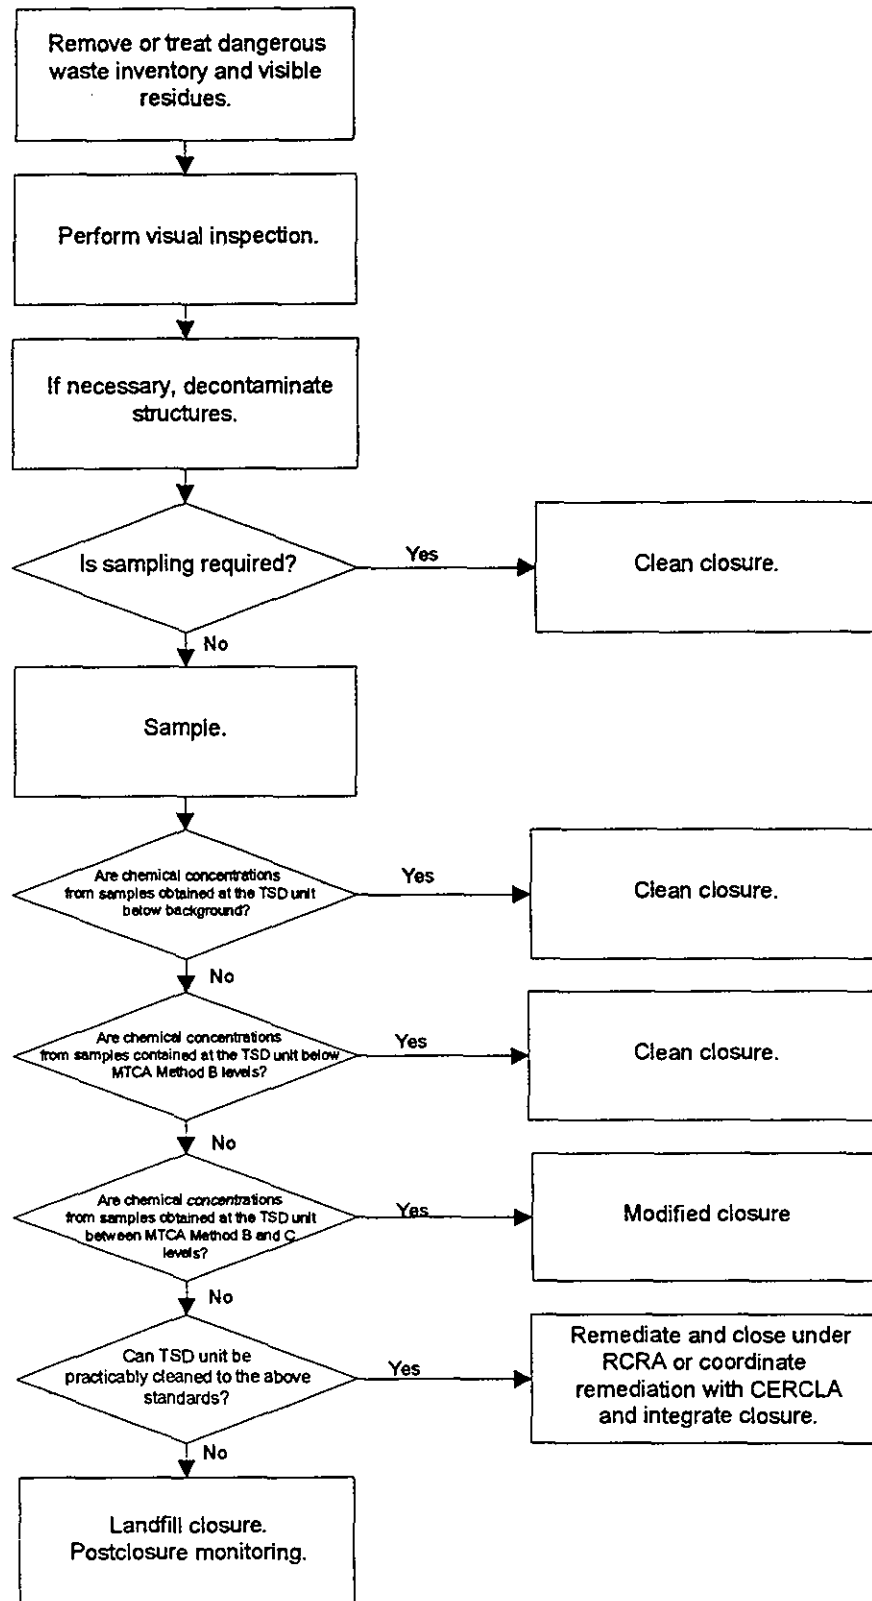 Remove or treat dangerous
waste inventory and visible
residues.
Perform visual inspection.
If necessary, decontaminate
structures.
Is sampling required?
Yes
Clean closure.
No
Sample.
Are chemical concentrations
from samples obtained at the TSD unit
below background?
Yes
Clean closure.
No
Are chemical concentrations
from samples contained at the TSD unit below
MTCA Method B levels?
Yes
Clean closure.
No
Are chemical concentrations
from samples obtained at the TSD unit
between MTCA Method B and C
levels?
Yes
Modified closure
No
Can TSD unit be
practicably cleaned to the above
standards?
Yes
Remediate and close under
RCRA or coordinate
remediation with CERCLA
and integrate closure.
No
Landfill closure.
Postclosure monitoring.